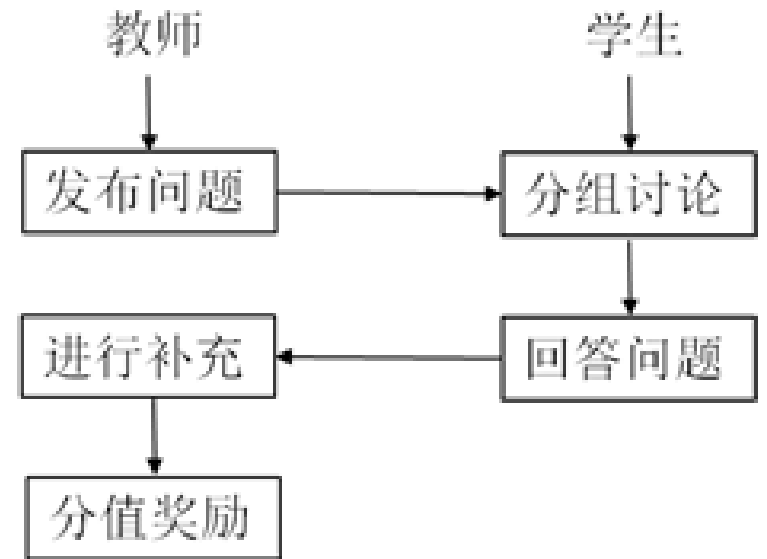 教师
学生
发布问题
分组讨论
进行补充
回答问题
分值奖励